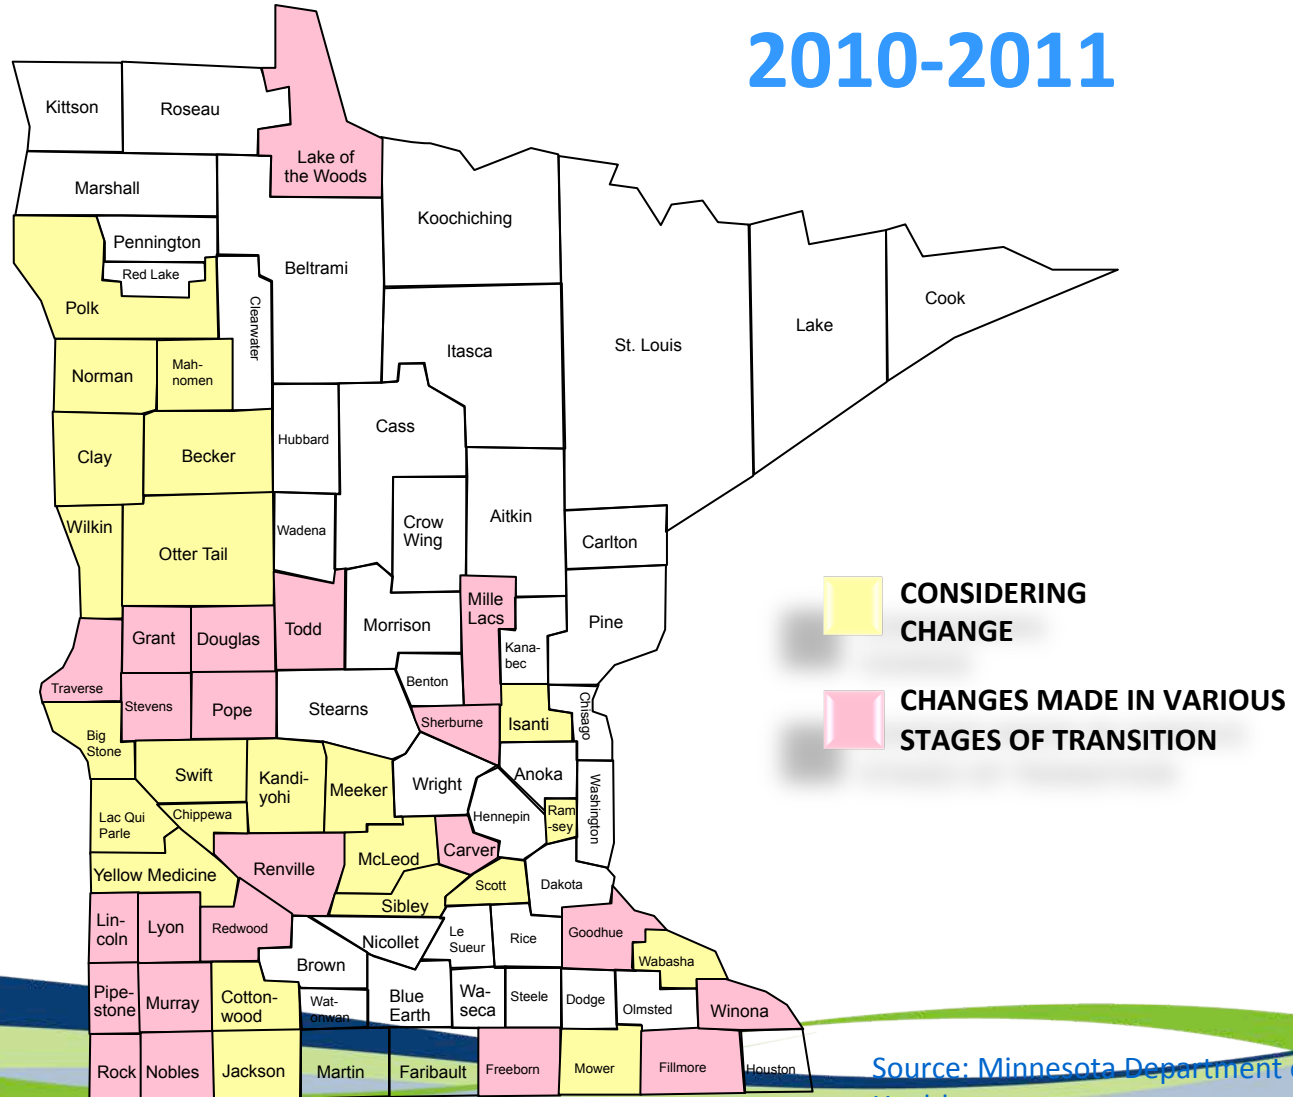 2010-2011
Kittson
Roseau
Lake of
the Woods
Marshall
Koochiching
Pennington
Red Lake
Beltrami
Polk
Clearwater
Cook
Lake
St. Louis
Itasca
Norman
Mah-
nomen
Hubbard
Cass
Clay
Becker
Wilkin
Otter Tail
Wadena
Crow
Wing
Aitkin
Carlton
CONSIDERING
CHANGE
Grant
Douglas
Todd
Morrison
Mille
Lacs
Kana-
bec
Pine
Traverse
Stevens
Pope
Stearns
Benton
Sherburne
Isanti
Chisago
CHANGES MADE IN VARIOUS
STAGES OF TRANSITION
Big
Stone
Swift
Kandi-
yohi
Meeker
Wright
Anoka
Hennepin
Ram
-sey
Washington
Lac Qui
Parle
Chippewa
Yellow Medicine
Renville
McLeod
Carver
Sibley
Scott
Dakota
Lin-
coln
Lyon
Redwood
Nicollet
Le
Sueur
Rice
Goodhue
Wabasha
Brown
Pipe-
stone
Murray
Cotton-
wood
Wat-
onwan
Blue
Earth
Wa-
seca
Steele
Dodge
Olmsted
Winona
Rock
Nobles
Jackson
Martin
Faribault
Freeborn
Mower
Fillmore
Houston
Source: Minnesota Department